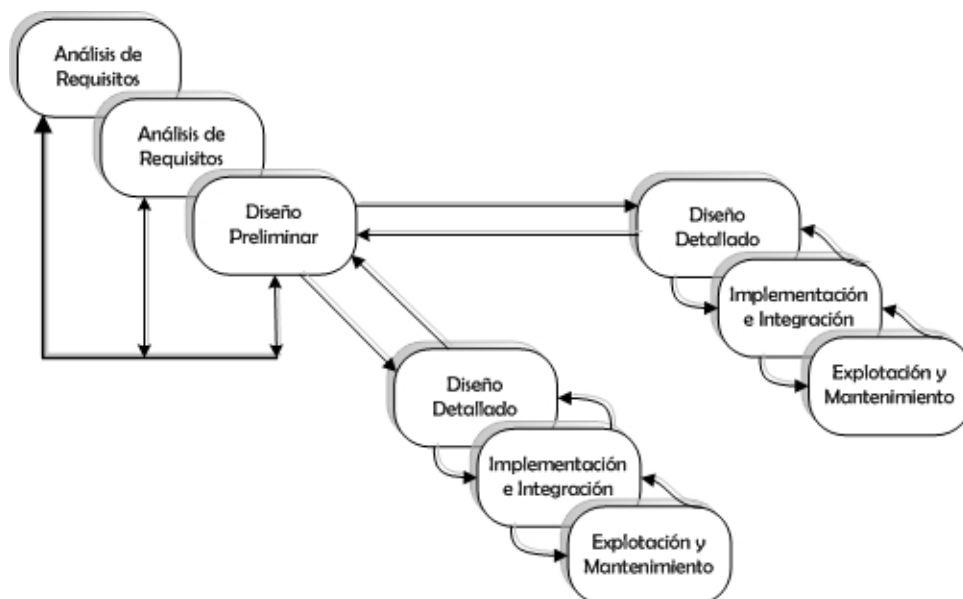 Análisis de
Requisitos
Análisis de
Requisitos
Diseño
Preliminar
Diseño
Detallado
Implementación
e Integración
Explotación y
Mantenimiento
Diseño
Detallado
Implementación
e Integración
Explotación y
Mantenimiento